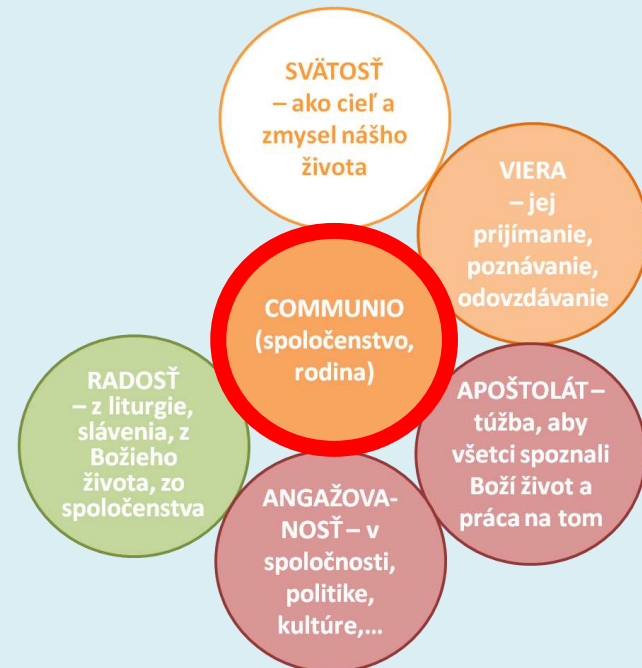 SVÄTOSŤ
– ako cieľ a
zmysel nášho
života
VIERA
– jej
prijímanie,
poznávanie,
odovzdávanie
COMMUNIO
(spoločenstvo,
rodina)
RADOSŤ
– z liturgie,
slávenia, z
Božieho
života, zo
spoločenstva
APOŠTOLÁT –
túžba, aby
všetci spoznali
Boží život a
práca na tom
ANGAŽOVA-
NOSŤ – v
spoločnosti,
politike,
kultúre,…